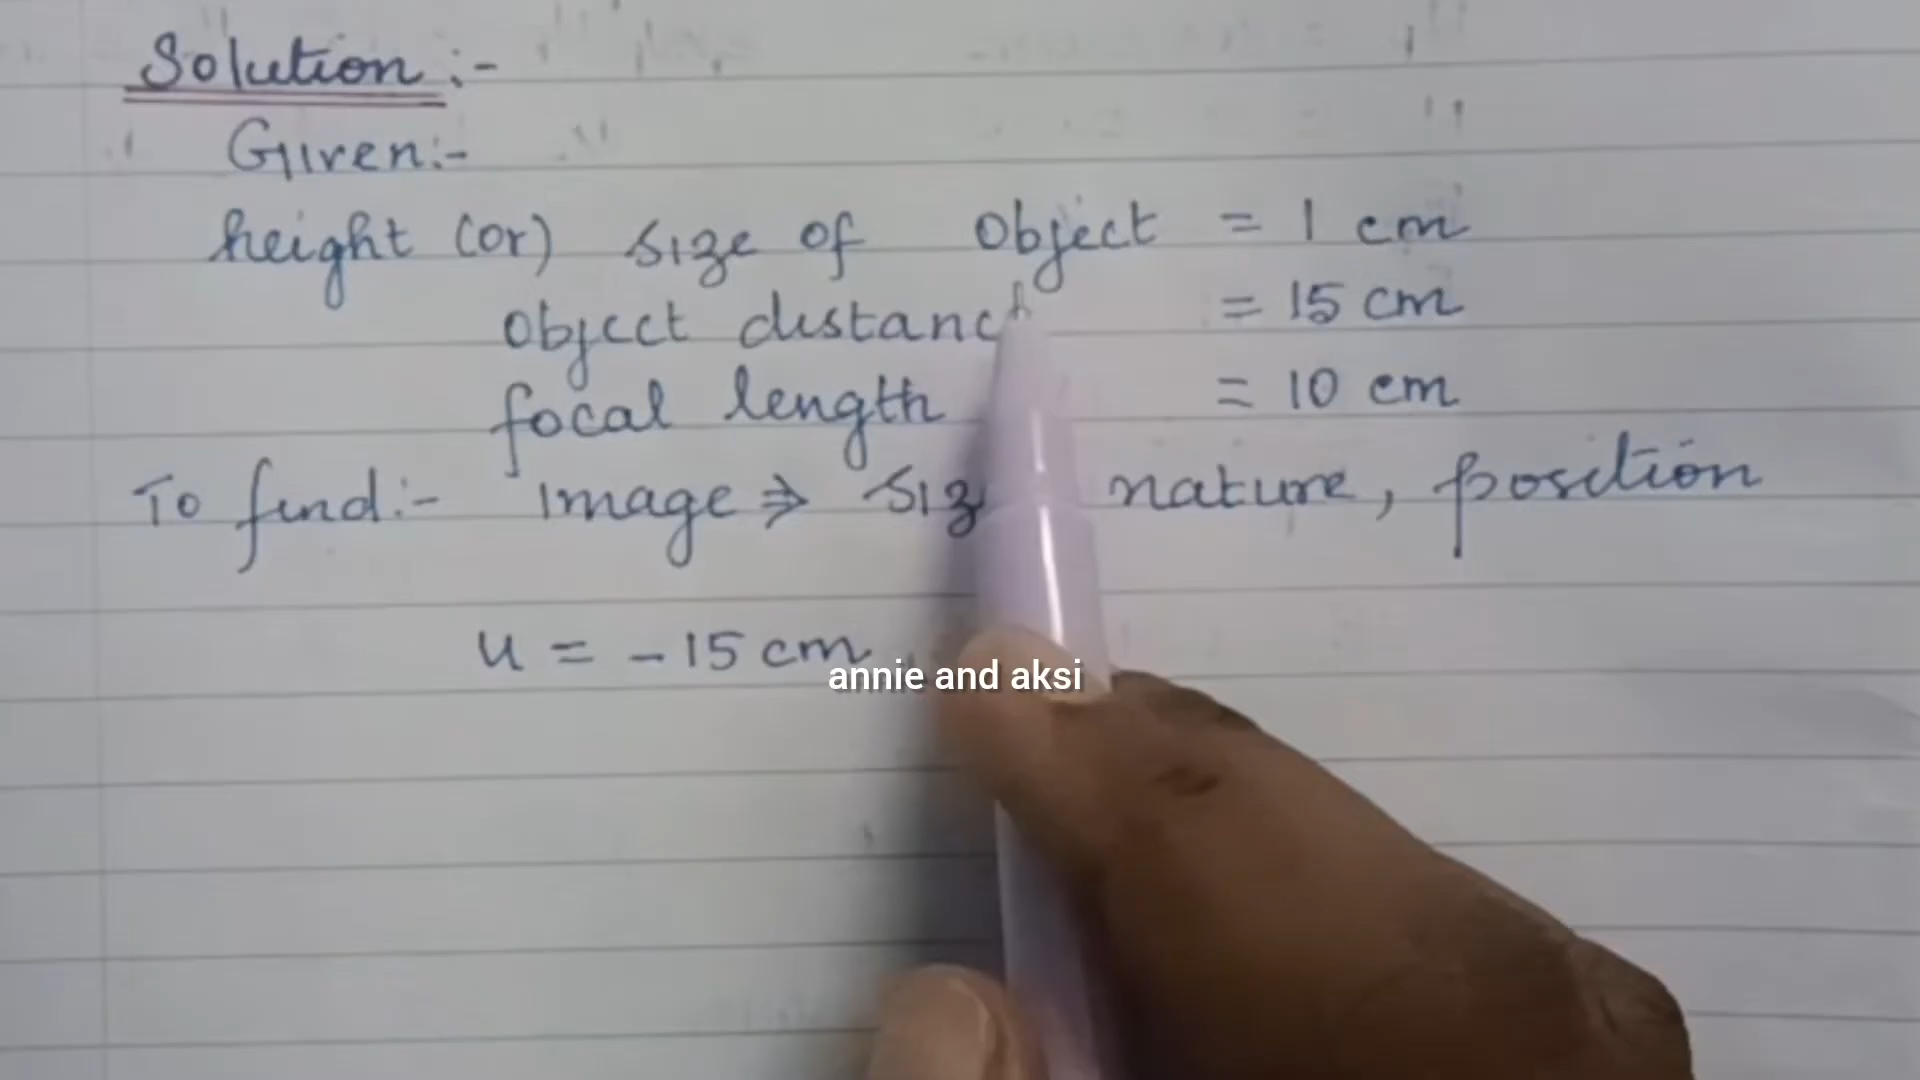 Solution :-
Given:-
height (or) size of object = 1 cm
object distanc = 15 cm
focal length = 10 cm
To find:- Image ⇒ siz nature, position
u = -15 cm
annie and aksi